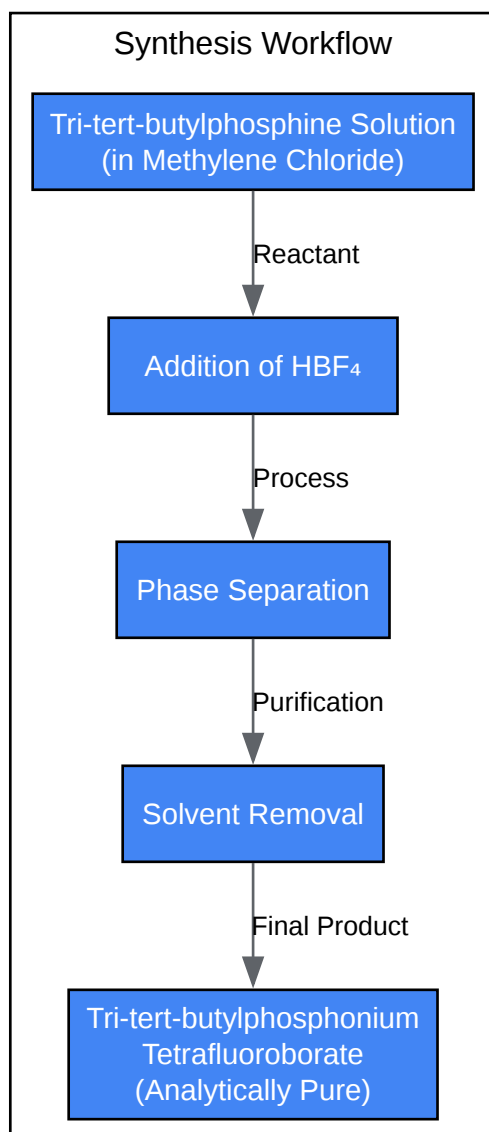 Synthesis Workflow
Tri-tert-butylphosphine Solution
(in Methylene Chloride)
Reactant
Addition of HBF₄
Process
Phase Separation
Purification
Solvent Removal
Final Product
Tri-tert-butylphosphonium
Tetrafluoroborate
(Analytically Pure)